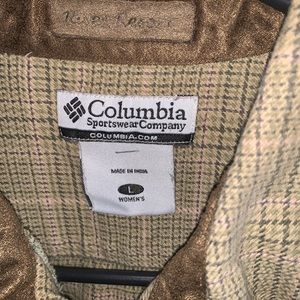 Columbia
Sportswear Company
COLUMBIA.COM
MADE IN INDIA
L
WOMEN'S